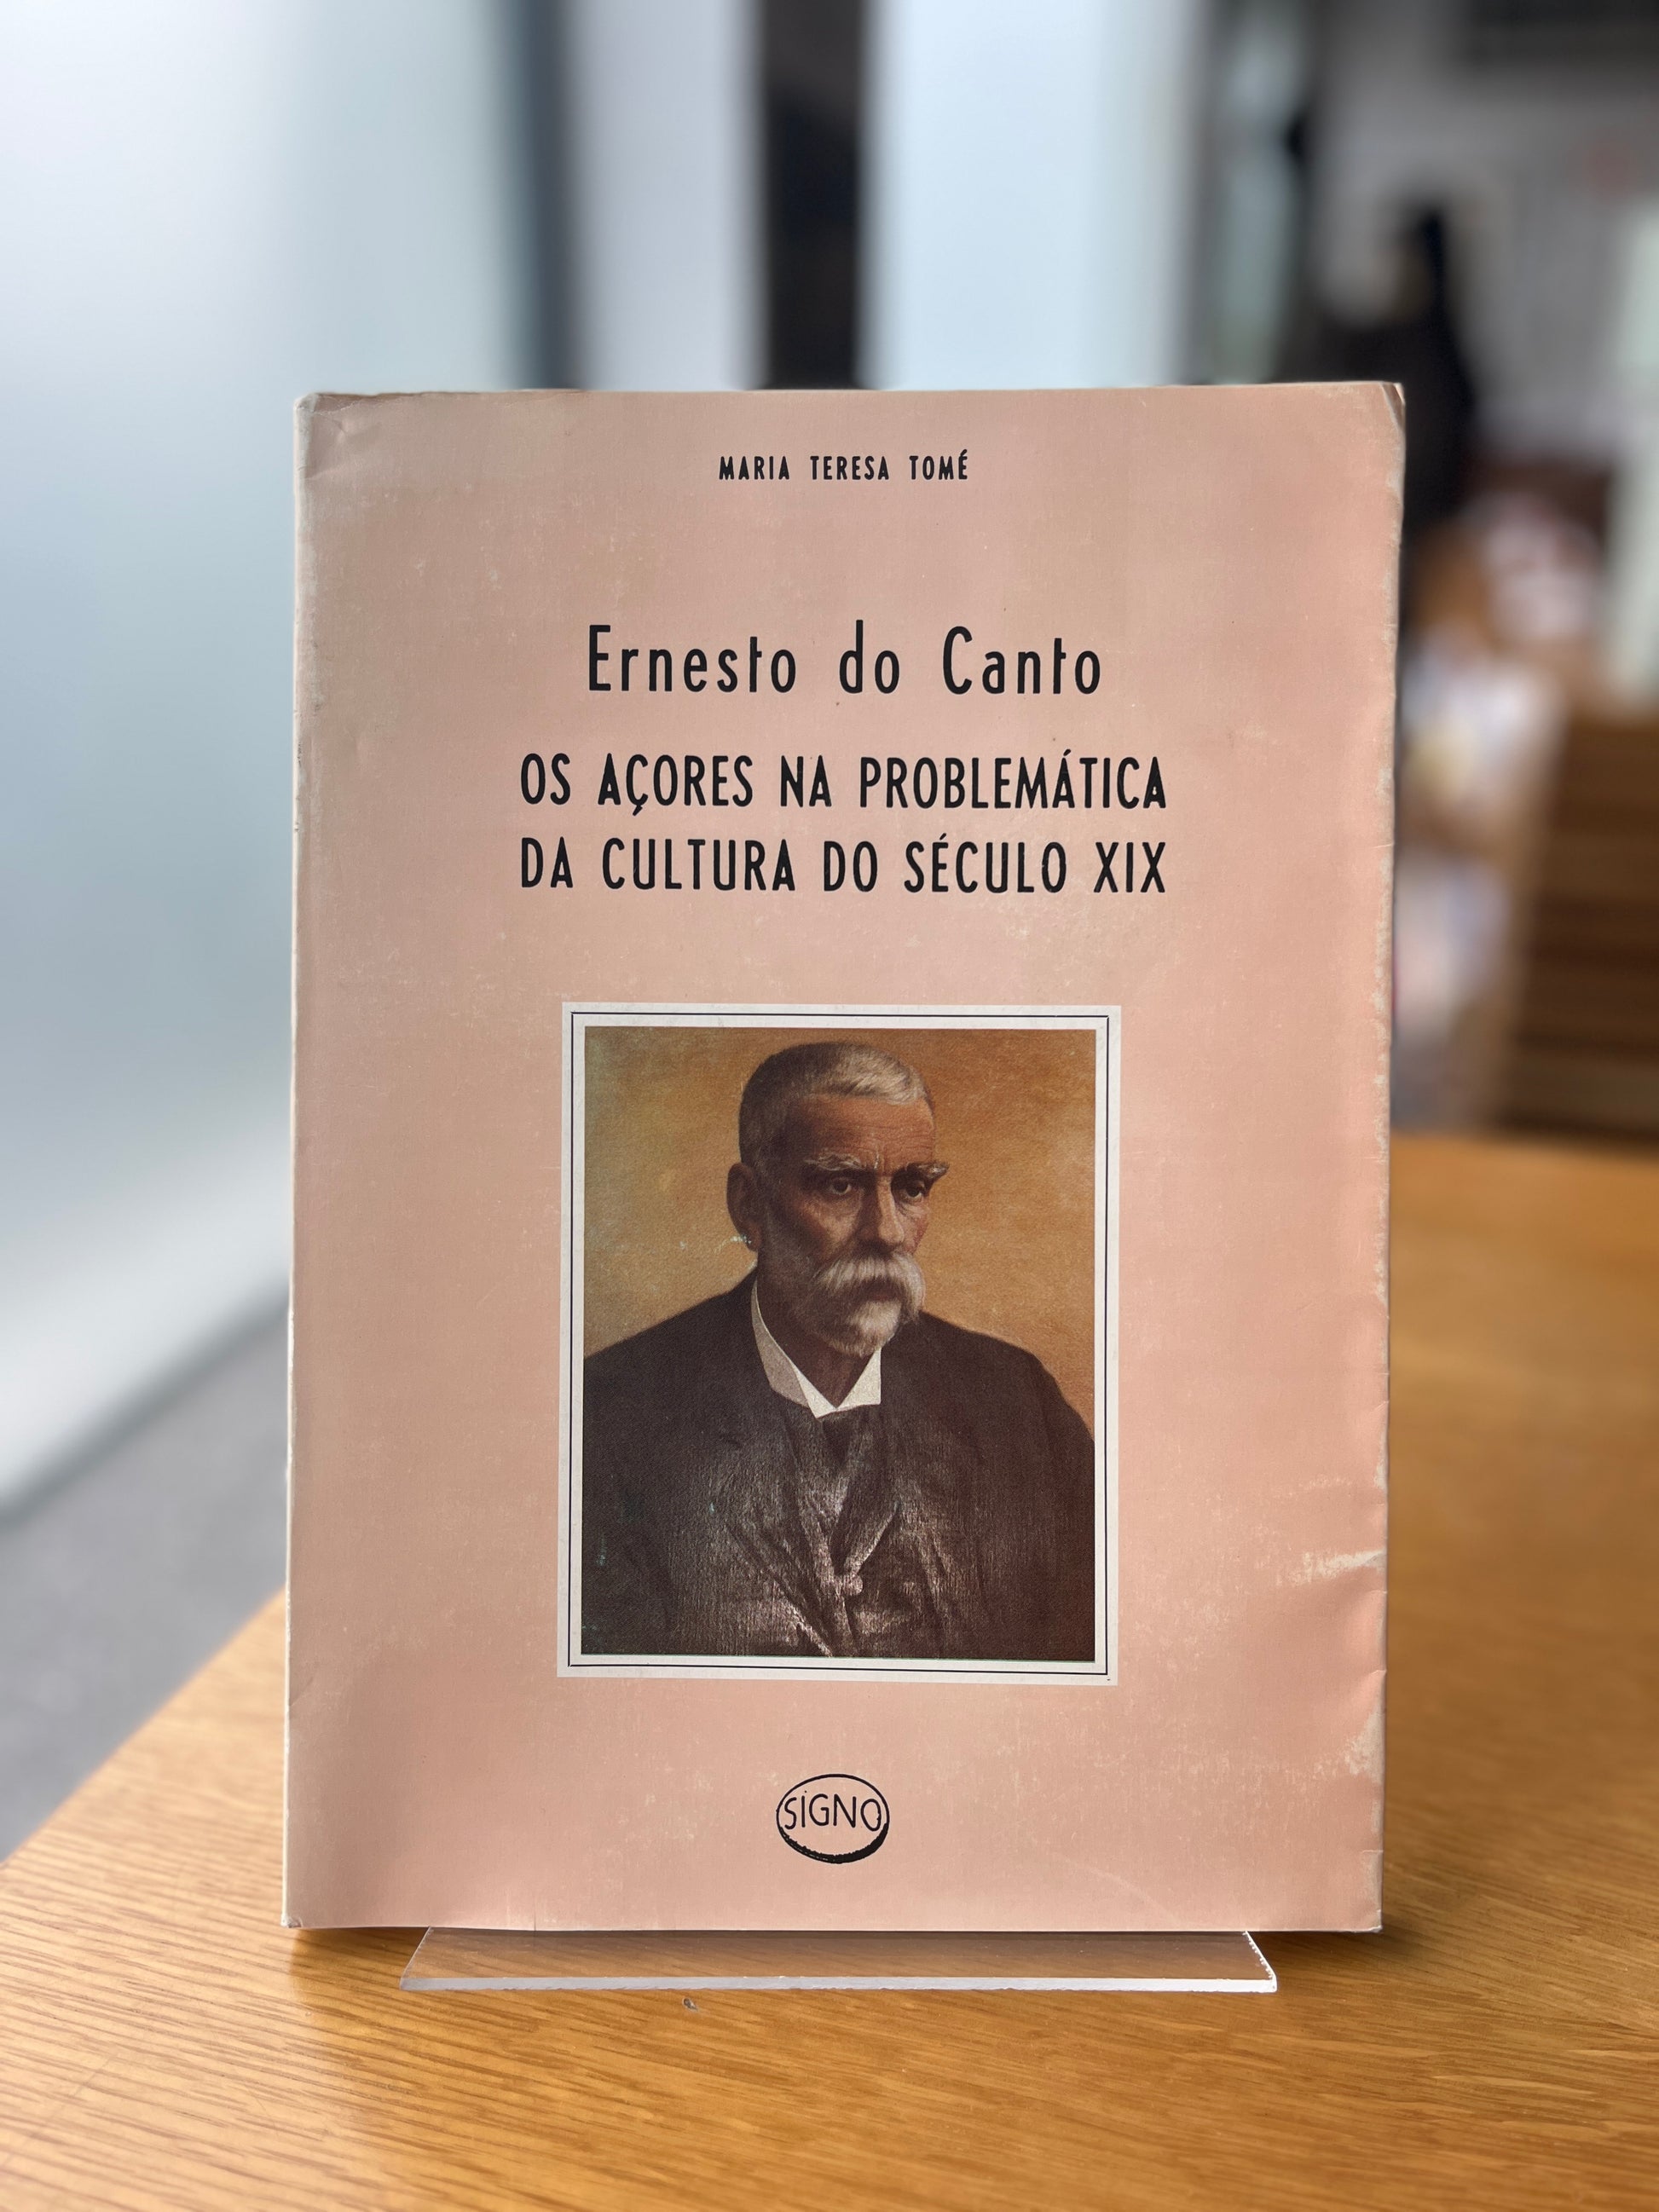 MARIA TERESA TOMÉ
Ernesto do Canto
OS AÇORES NA PROBLEMÁTICA
DA CULTURA DO SÉCULO XIX
SIGNO